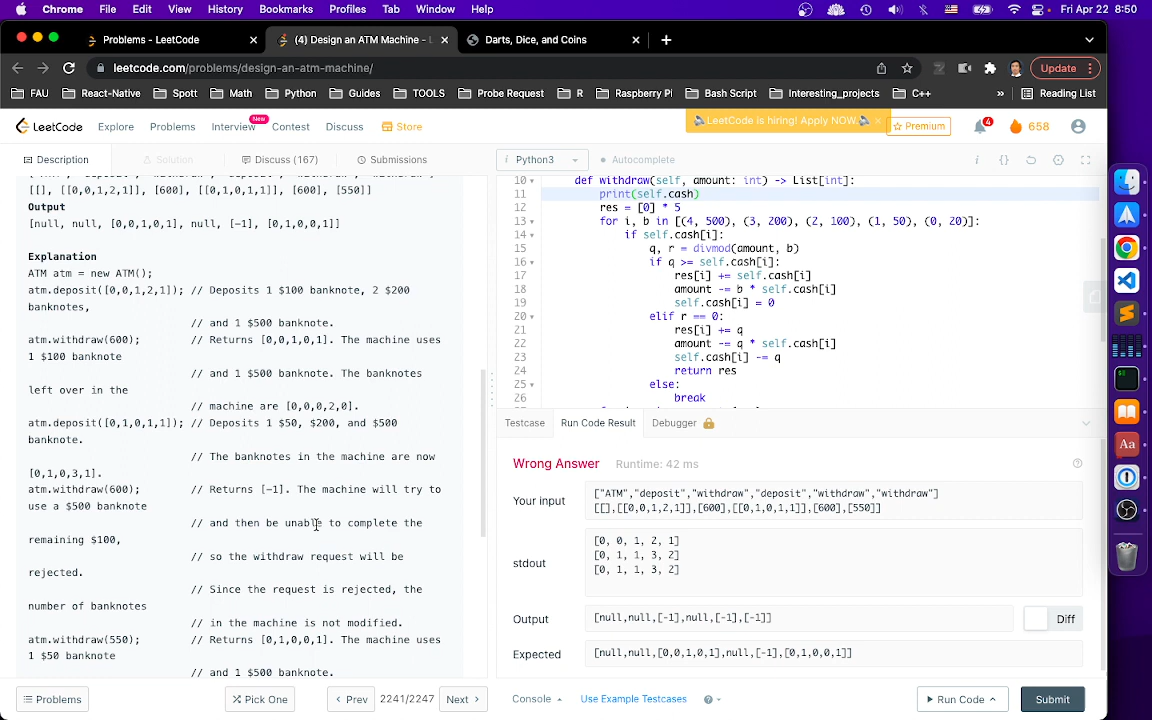 Chrome File Edit View History Bookmarks Profiles Tab Window Help Fri Apr 22 8:50
Problems - LeetCode (4) Design an ATM Machine - L Darts, Dice, and Coins
leetcode.com/problems/design-an-atm-machine/ Update
FAU React-Native Spott Math Python Guides TOOLS Probe Request R Raspberry Pi Bash Script Interesting_projects C++ » Reading List
LeetCode Explore Problems Interview New Contest Discuss Store LeetCode is hiring! Apply NOW. Premium 4 658
Description Solution Discuss (167) Submissions
i Python3 Autocomplete
[[], [[0,0,1,2,1]], [600], [[0,1,0,1,1]], [600], [550]]
Output
[null, null, [0,0,1,0,1], null, [-1], [0,1,0,0,1]]
Explanation
ATM atm = new ATM();
atm.deposit([0,0,1,2,1]); // Deposits 1 $100 banknote, 2 $200
banknotes,
// and 1 $500 banknote.
atm.withdraw(600); // Returns [0,0,1,0,1]. The machine uses
1 $100 banknote
// and 1 $500 banknote. The banknotes
left over in the
// machine are [0,0,0,2,0].
atm.deposit([0,1,0,1,1]); // Deposits 1 $50, $200, and $500
banknote.
// The banknotes in the machine are now
[0,1,0,3,1].
atm.withdraw(600); // Returns [-1]. The machine will try to
use a $500 banknote
// and then be unable to complete the
remaining $100,
// so the withdraw request will be
rejected.
// Since the request is rejected, the
number of banknotes
// in the machine is not modified.
atm.withdraw(550); // Returns [0,1,0,0,1]. The machine uses
1 $50 banknote
// and 1 $500 banknote.
10 def withdraw(self, amount: int) -> List[int]:
11 print(self.cash)
12 res = [0] * 5
13 for i, b in [(4, 500), (3, 200), (2, 100), (1, 50), (0, 20)]:
14 if self.cash[i]:
15 q, r = divmod(amount, b)
16 if q >= self.cash[i]:
17 res[i] += self.cash[i]
18 amount -= b * self.cash[i]
19 self.cash[i] = 0
20 elif r == 0:
21 res[i] += q
22 amount -= q * self.cash[i]
23 self.cash[i] -= q
24 return res
25 else:
26 break
Testcase Run Code Result Debugger
Wrong Answer Runtime: 42 ms
Your input ["ATM","deposit","withdraw","deposit","withdraw","withdraw"]
[[],[[0,0,1,2,1]],[600],[[0,1,0,1,1]],[600],[550]]
stdout [0, 0, 1, 2, 1]
[0, 1, 1, 3, 2]
[0, 1, 1, 3, 2]
Output [null,null,[-1],null,[-1],[-1]] Diff
Expected [null,null,[0,0,1,0,1],null,[-1],[0,1,0,0,1]]
Problems Pick One Prev 2241/2247 Next Console Use Example Testcases Run Code Submit
Aa